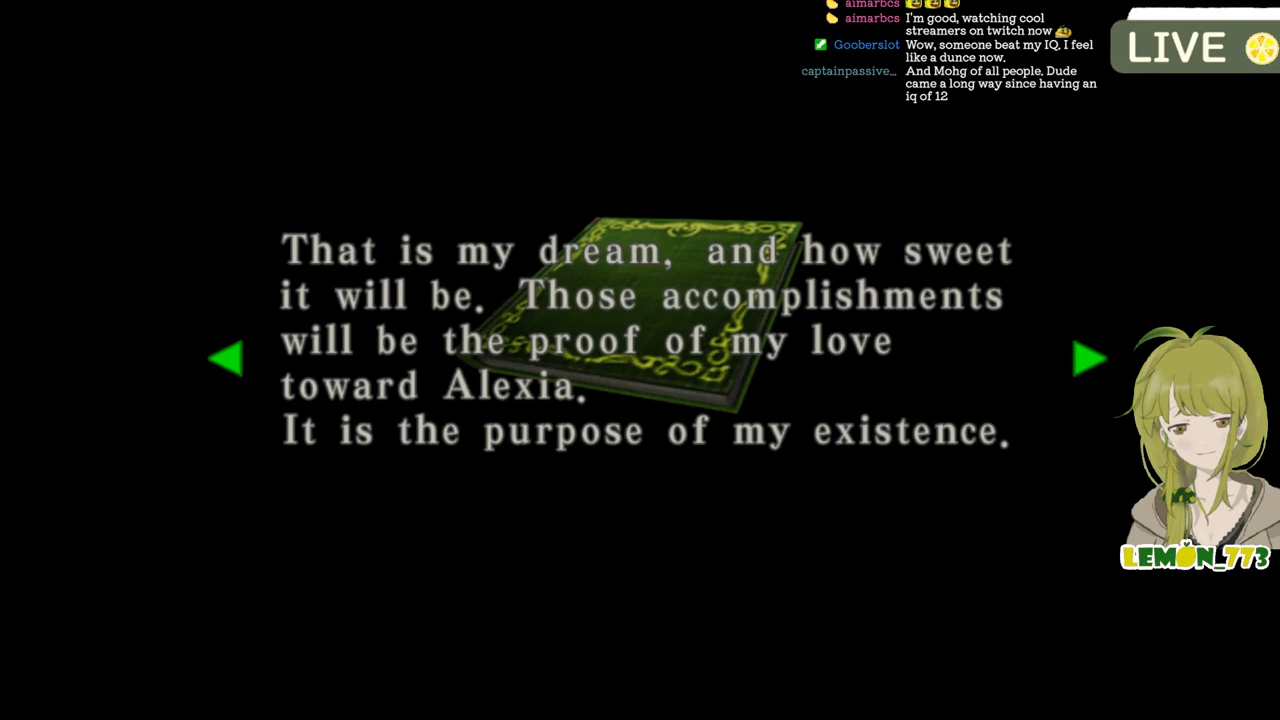 aimarbcs
aimarbcs I'm good, watching cool
streamers on twitch now
Gooberslot Wow, someone beat my IQ, I feel
like a dunce now.
captainpassive… And Mohg of all people. Dude
came a long way since having an
iq of 12
LIVE
That is my dream, and how sweet
it will be. Those accomplishments
will be the proof of my love
toward Alexia.
It is the purpose of my existence.
LEMON_773